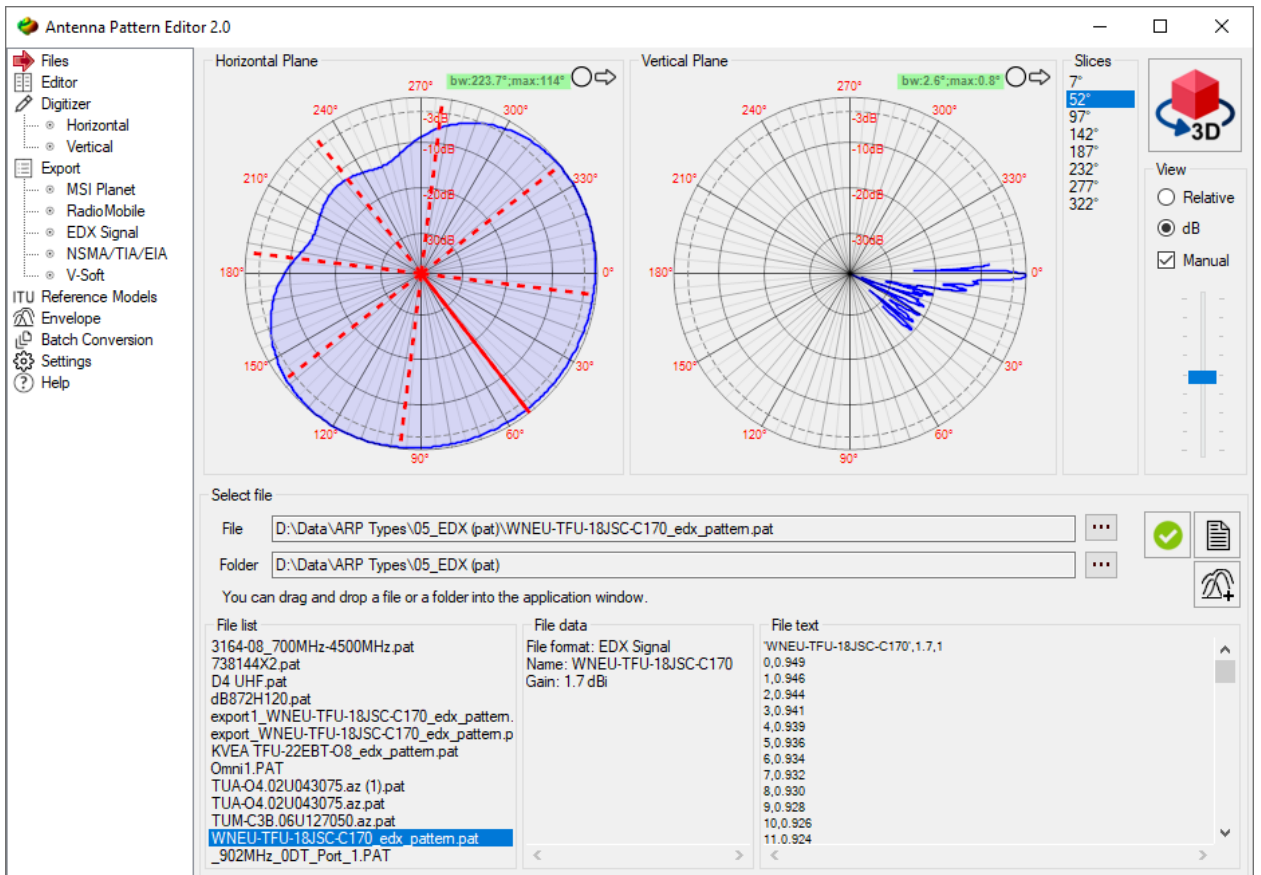 Antenna Pattern Editor 2.0
Files
Editor
Digitizer
Horizontal
Vertical
Export
MSI Planet
RadioMobile
EDX Signal
NSMA/TIA/EIA
V-Soft
ITU Reference Models
Envelope
Batch Conversion
Settings
? Help
Horizontal Plane
bw:223.7°;max:114°
270°
240°
300°
210°
330°
180°
0°
150°
30°
120°
60°
90°
-3dB
-10dB
-20dB
-30dB
Vertical Plane
bw:2.6°;max:0.8°
270°
240°
300°
210°
330°
180°
0°
150°
30°
120°
60°
90°
-3dB
-10dB
-20dB
-30dB
Slices
7°
52°
97°
142°
187°
232°
277°
322°
3D
View
Relative
dB
Manual
Select file
File D:\Data\ARP Types\05_EDX (pat)\WNEU-TFU-18JSC-C170_edx_pattern.pat ...
Folder D:\Data\ARP Types\05_EDX (pat) ...
You can drag and drop a file or a folder into the application window.
File list
3164-08_700MHz-4500MHz.pat
738144X2.pat
D4 UHF.pat
dB872H120.pat
export1_WNEU-TFU-18JSC-C170_edx_pattern.
export_WNEU-TFU-18JSC-C170_edx_pattern.p
KVEA TFU-22EBT-O8_edx_pattern.pat
Omni1.PAT
TUA-O4.02U043075.az (1).pat
TUA-O4.02U043075.az.pat
TUM-C3B.06U127050.az.pat
WNEU-TFU-18JSC-C170_edx_pattern.pat
_902MHz_0DT_Port_1.PAT
File data
File format: EDX Signal
Name: WNEU-TFU-18JSC-C170
Gain: 1.7 dBi
File text
'WNEU-TFU-18JSC-C170',1.7,1
0,0.949
1,0.946
2,0.944
3,0.941
4,0.939
5,0.936
6,0.934
7,0.932
8,0.930
9,0.928
10,0.926
11,0.924